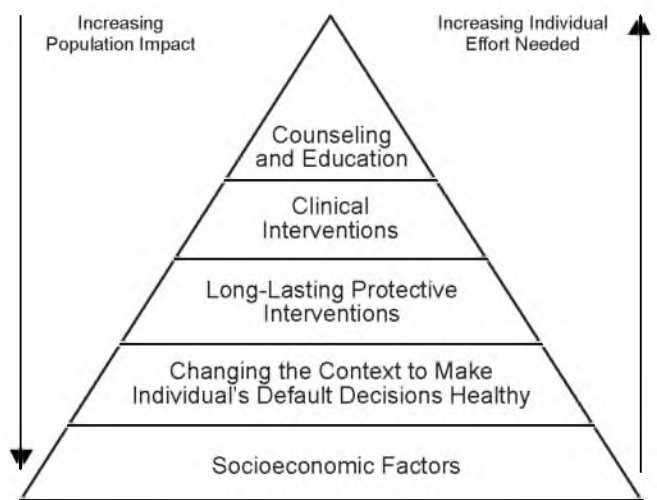 Increasing
Population Impact
Increasing Individual
Effort Needed
Counseling
and Education
Clinical
Interventions
Long-Lasting Protective
Interventions
Changing the Context to Make
Individual's Default Decisions Healthy
Socioeconomic Factors